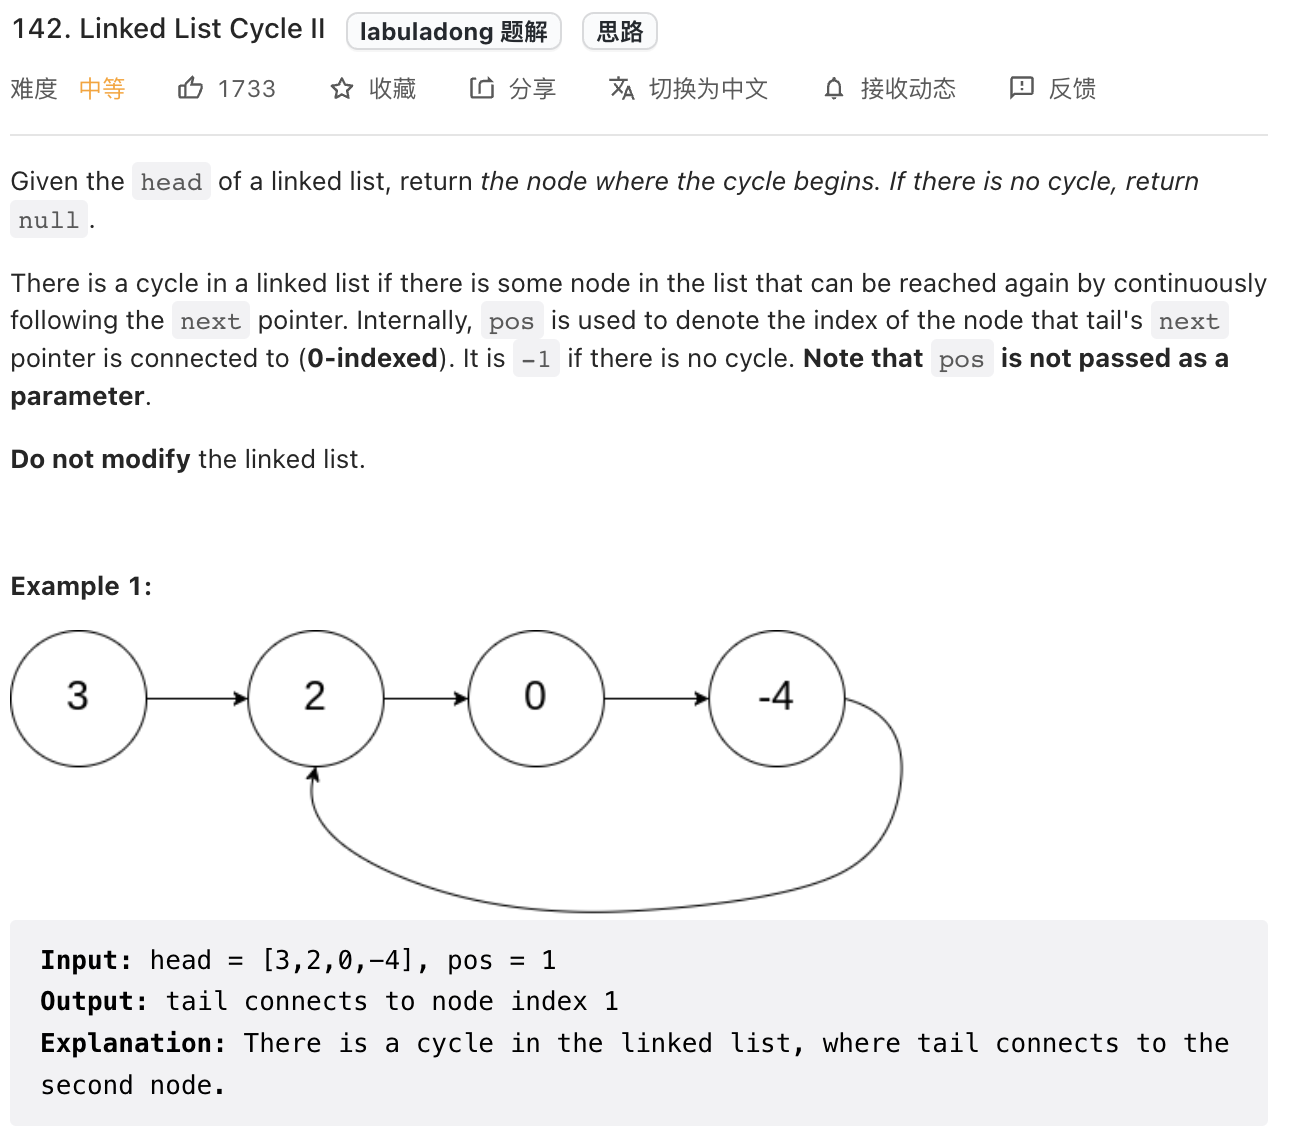 142. Linked List Cycle II labuladong 题解 思路
难度 中等 1733 收藏 分享 切换为中文 接收动态 反馈
Given the head of a linked list, return the node where the cycle begins. If there is no cycle, return
null .
There is a cycle in a linked list if there is some node in the list that can be reached again by continuously
following the next pointer. Internally, pos is used to denote the index of the node that tail's next
pointer is connected to (0-indexed). It is -1 if there is no cycle. Note that pos is not passed as a
parameter.
Do not modify the linked list.
Example 1:
3 2 0 -4
Input: head = [3,2,0,-4], pos = 1
Output: tail connects to node index 1
Explanation: There is a cycle in the linked list, where tail connects to the
second node.